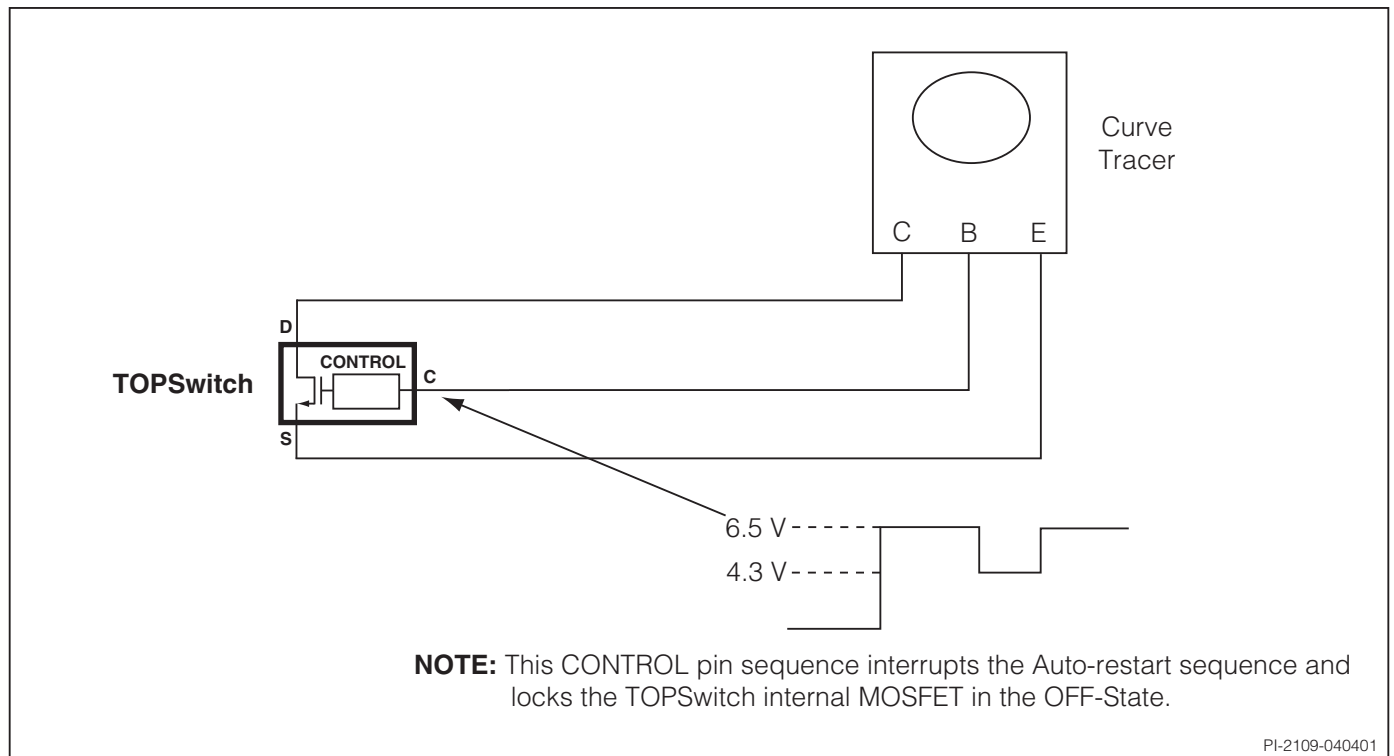 Curve
Tracer
C B E
D
CONTROL
TOPSwitch
C
S
6.5 V
4.3 V
NOTE: This CONTROL pin sequence interrupts the Auto-restart sequence and
locks the TOPSwitch internal MOSFET in the OFF-State.
PI-2109-040401